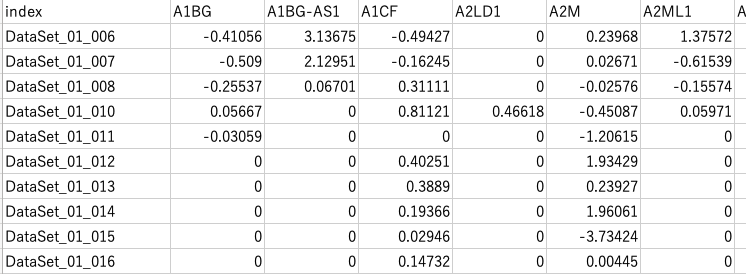 index A1BG A1BG-AS1 A1CF A2LD1 A2M A2ML1 A
DataSet_01_006 -0.41056 3.13675 -0.49427 0 0.23968 1.37572
DataSet_01_007 -0.509 2.12951 -0.16245 0 0.02671 -0.61539
DataSet_01_008 -0.25537 0.06701 0.31111 0 -0.02576 -0.15574
DataSet_01_010 0.05667 0 0.81121 0.46618 -0.45087 0.05971
DataSet_01_011 -0.03059 0 0 0 -1.20615 0
DataSet_01_012 0 0 0.40251 0 1.93429 0
DataSet_01_013 0 0 0.3889 0 0.23927 0
DataSet_01_014 0 0 0.19366 0 1.96061 0
DataSet_01_015 0 0 0.02946 0 -3.73424 0
DataSet_01_016 0 0 0.14732 0 0.00445 0